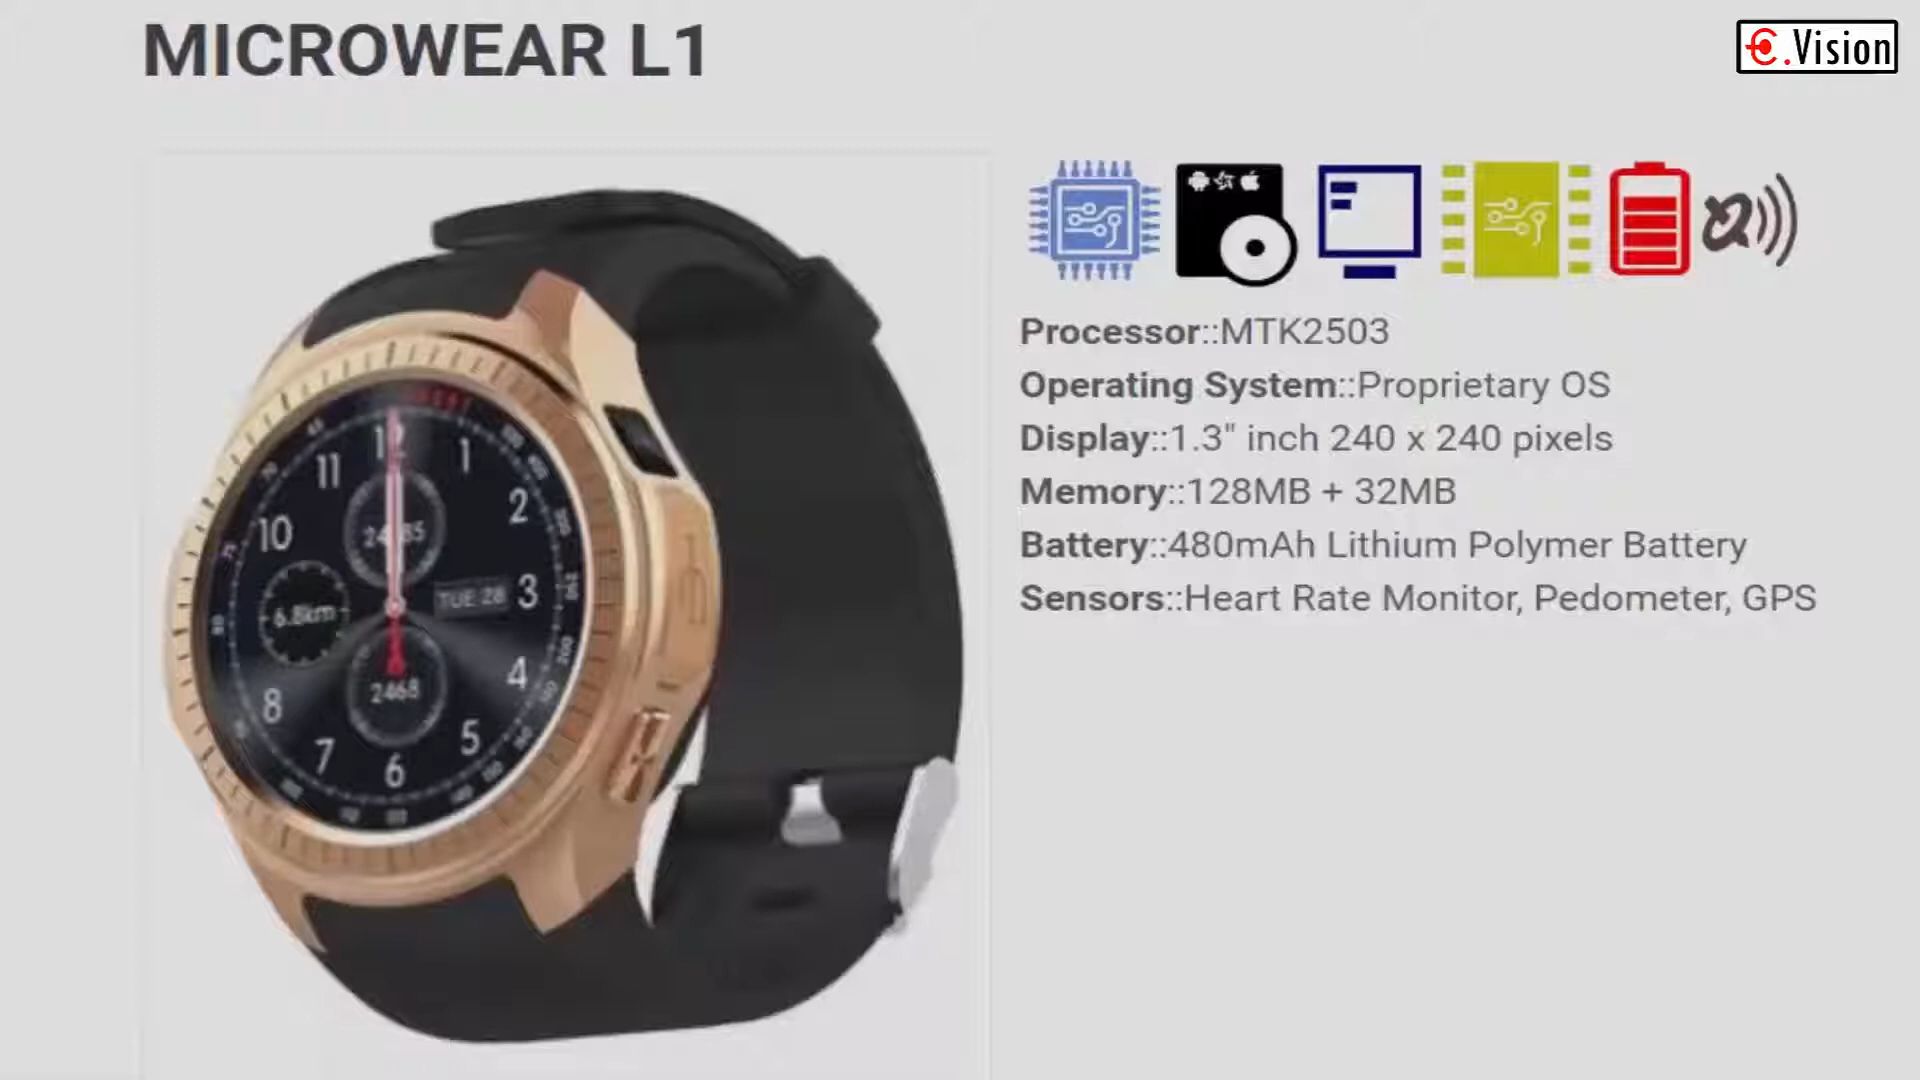 MICROWEAR L1
e.Vision
Processor::MTK2503
Operating System::Proprietary OS
Display::1.3" inch 240 x 240 pixels
Memory::128MB + 32MB
Battery::480mAh Lithium Polymer Battery
Sensors::Heart Rate Monitor, Pedometer, GPS
12
11
1
10
2
TUE 28
3
6.8km
4
8
2468
7
5
6